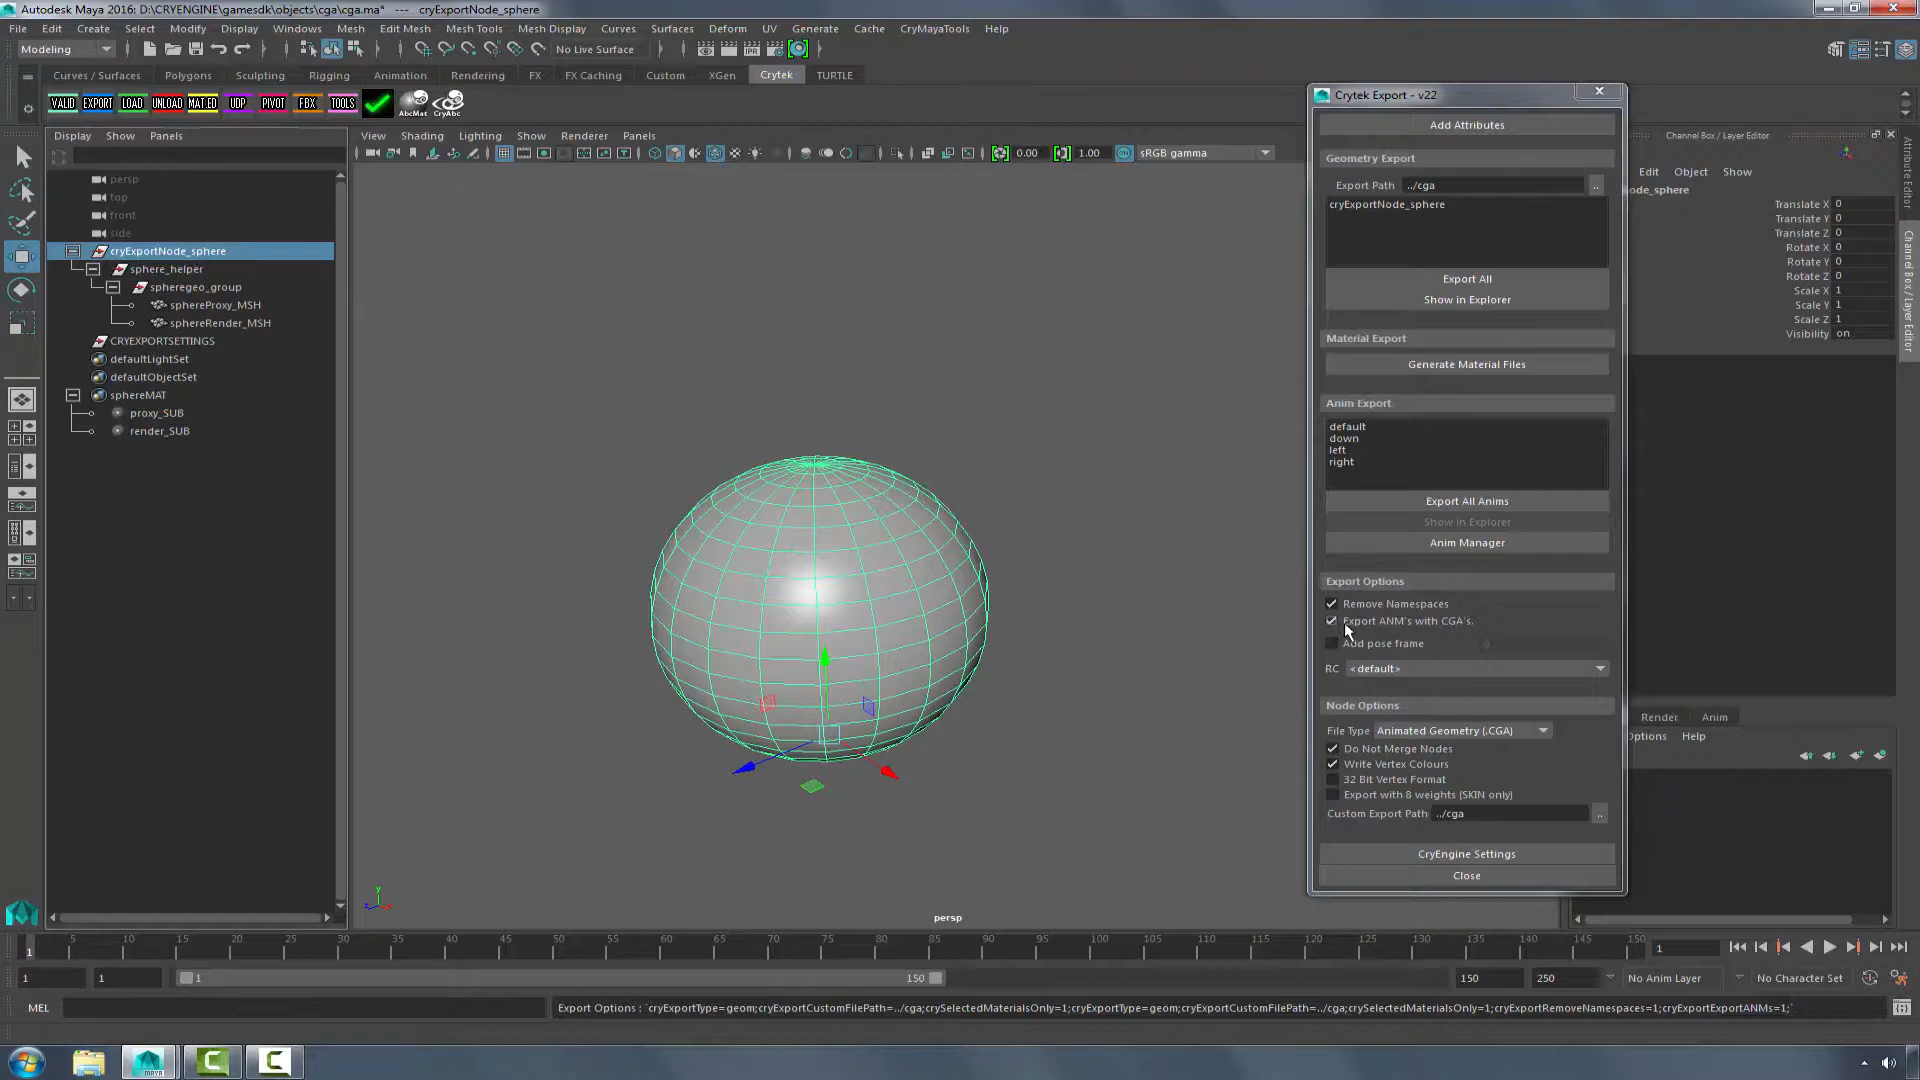 Autodesk Maya 2016: D:\CRYENGINE\gamesdk\objects\cga\cga.ma* --- cryExportNode_sphere
File Edit Create Select Modify Display Windows Mesh Edit Mesh Mesh Tools Mesh Display Curves Surfaces Deform UV Generate Cache CryMayaTools Help
Modeling
No Live Surface
Curves / Surfaces Polygons Sculpting Rigging Animation Rendering FX FX Caching Custom XGen Crytek TURTLE
VALID EXPORT LOAD UNLOAD MAT.ED UDP PIVOT FBX TOOLS AbcMat CryAbc
Display Show Panels
persp
top
front
side
cryExportNode_sphere
sphere_helper
spheregeo_group
sphereProxy_MSH
sphereRender_MSH
CRYEXPORTSETTINGS
defaultLightSet
defaultObjectSet
sphereMAT
proxy_SUB
render_SUB
View Shading Lighting Show Renderer Panels
0.00 1.00 sRGB gamma
persp
Crytek Export - v22
Add Attributes
Geometry Export
Export Path ../cga ..
cryExportNode_sphere
Export All
Show in Explorer
Material Export
Generate Material Files
Anim Export
default
down
left
right
Export All Anims
Show in Explorer
Anim Manager
Export Options
Remove Namespaces
Export ANM's with CGA's.
Add pose frame 0
RC <default>
Node Options
File Type Animated Geometry (.CGA)
Do Not Merge Nodes
Write Vertex Colours
32 Bit Vertex Format
Export with 8 weights (SKIN only)
Custom Export Path ../cga ..
CryEngine Settings
Close
Channel Box / Layer Editor
Edit Object Show
ode_sphere
Translate X 0
Translate Y 0
Translate Z 0
Rotate X 0
Rotate Y 0
Rotate Z 0
Scale X 1
Scale Y 1
Scale Z 1
Visibility on
Attribute Editor
Channel Box / Layer Editor
Render Anim
Options Help
5 10 15 20 25 30 35 40 45 50 55 60 65 70 75 80 85 90 95 100 105 110 115 120 125 130 135 140 145 150 1
1 1 1 150 150 250 No Anim Layer No Character Set
MEL
Export Options : `cryExportType=geom;cryExportCustomFilePath=../cga;crySelectedMaterialsOnly=1;cryExportType=geom;cryExportCustomFilePath=../cga;crySelectedMaterialsOnly=1;cryExportRemoveNamespaces=1;cryExportExportANMs=1;`
MAYA